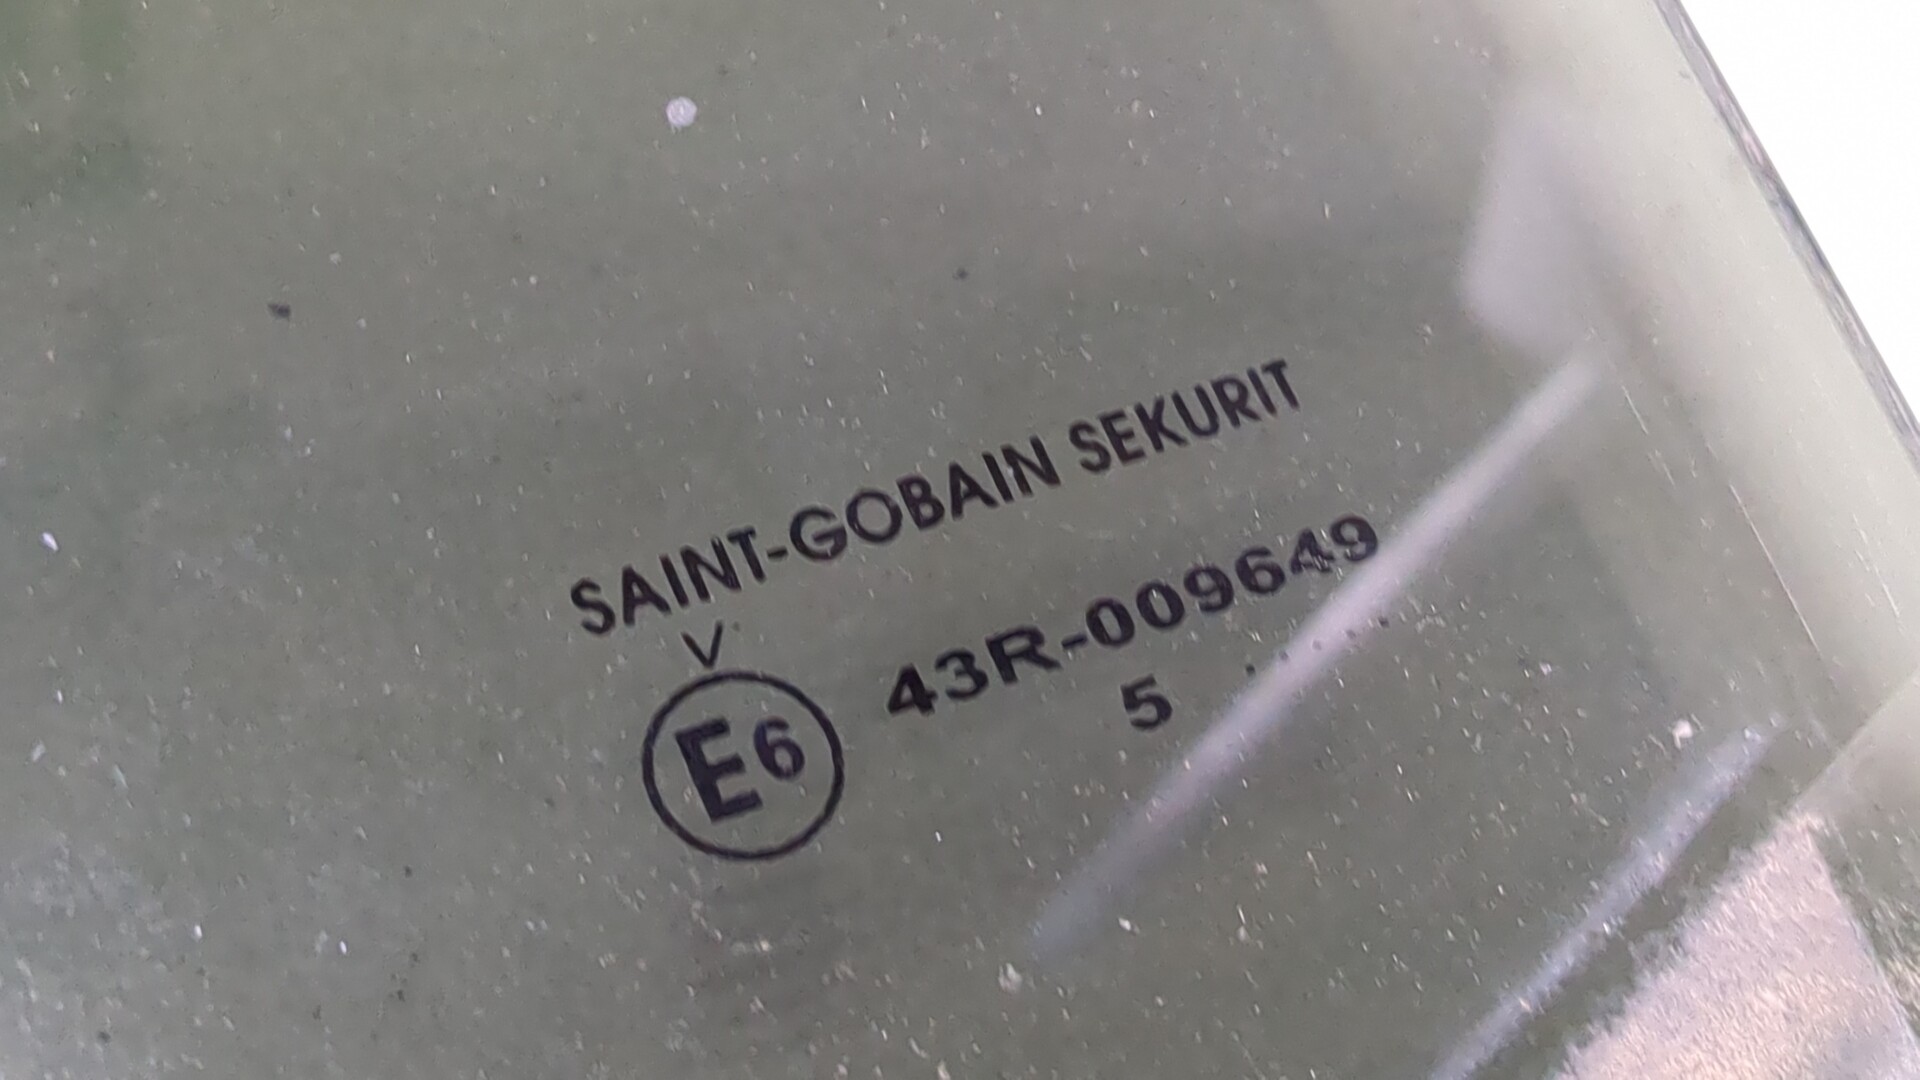 SAINT-GOBAIN SEKURIT
V
E6 43R-009649
5 .....